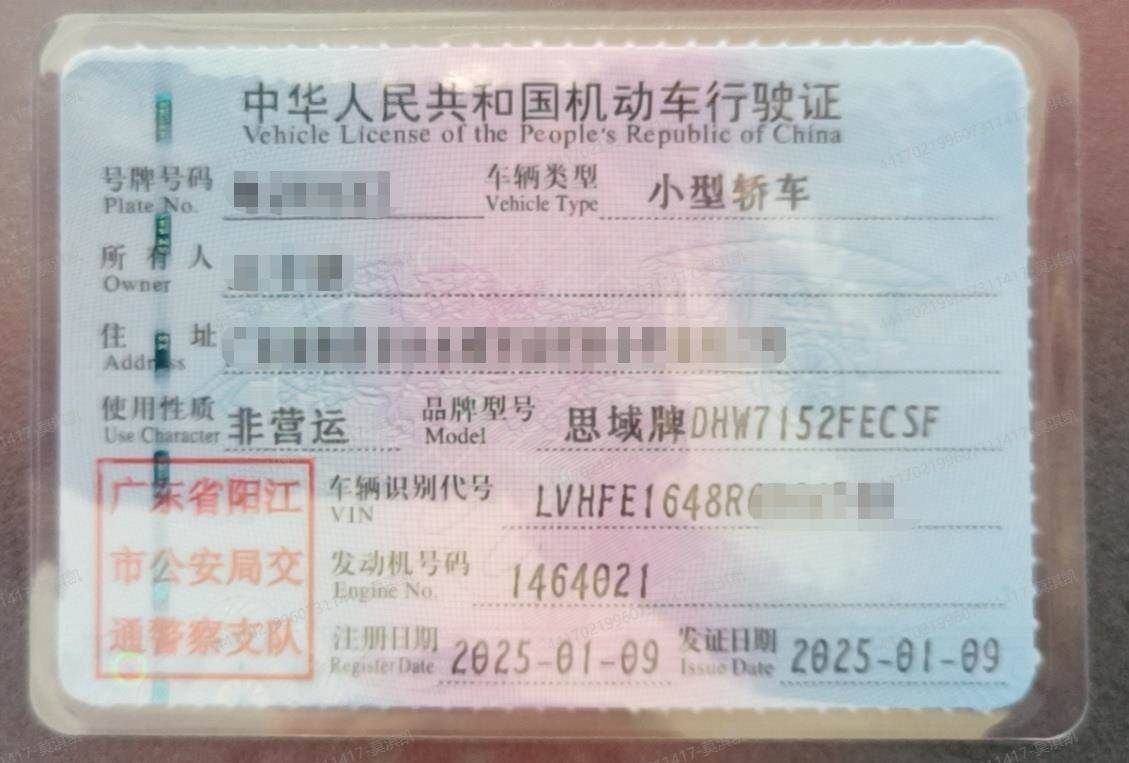 中华人民共和国机动车行驶证
Vehicle License of the People's Republic of China
号牌号码 车辆类型 小型轿车
Plate No. Vehicle Type
所有人
Owner
住址
Address
使用性质 非营运 品牌型号 思域牌DHW7152FECSF
Use Character Model
广东省阳江
市公安局交
通警察支队
车辆识别代号 LVHFE1648R6
VIN
发动机号码 1464021
Engine No.
注册日期 2025-01-09 发证日期 2025-01-09
Register Date Issue Date